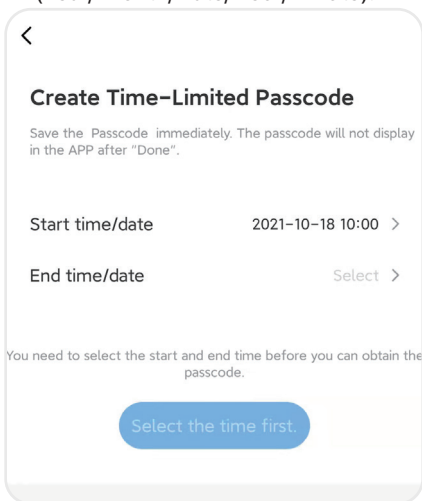 Create Time-Limited Passcode
Save the Passcode immediately. The passcode will not display
in the APP after "Done".
Start time/date 2021-10-18 10:00 >
End time/date Select >
You need to select the start and end time before you can obtain the
passcode.
Select the time first.